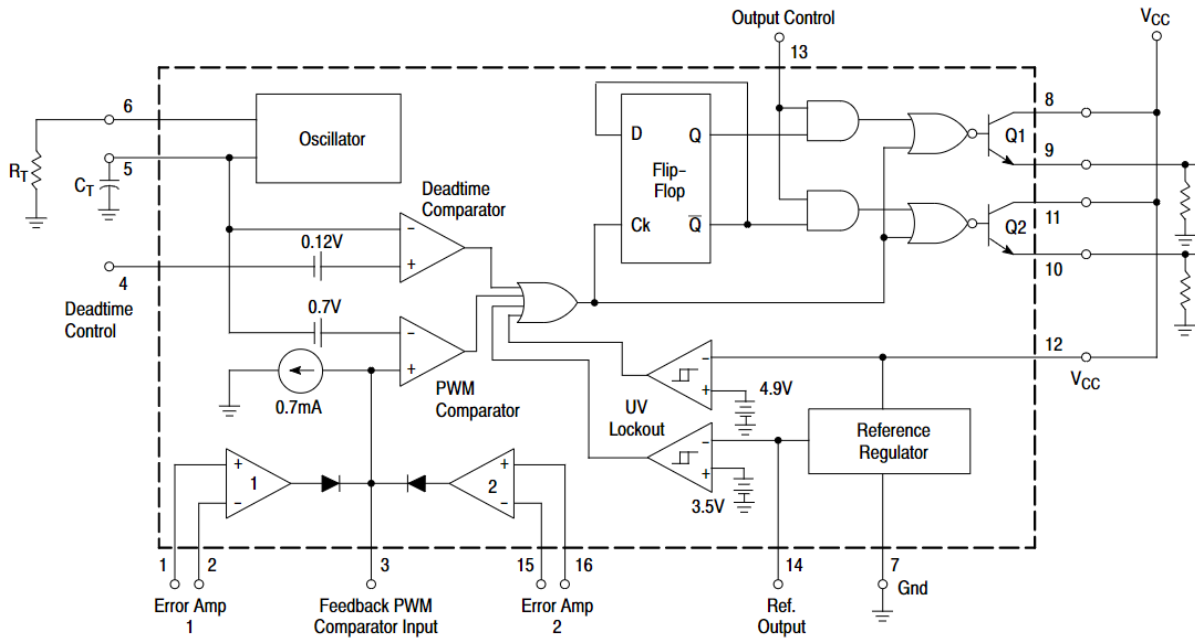 Output Control
VCC
13
6
Oscillator
8
D
Q
Q1
5
RT
CT
Flip-
Flop
9
Deadtime
Comparator
11
Ck
Q
Q2
0.12V
-
+
10
4
Deadtime
Control
0.7V
-
+
12
-
+
VCC
4.9V
0.7mA
PWM
Comparator
UV
Lockout
Reference
Regulator
-
+
3.5V
+
1
-
+
2
-
1
2
3
15
16
14
7
Gnd
Error Amp
1
Feedback PWM
Comparator Input
Error Amp
2
Ref.
Output